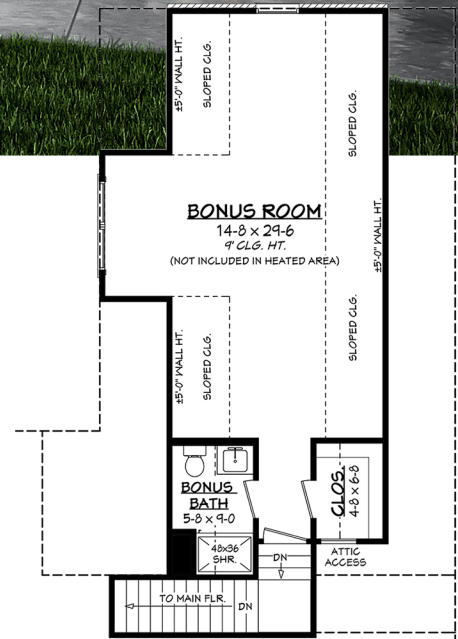 ±5'-0" WALL HT.
SLOPED CLG.
SLOPED CLG.
BONUS ROOM
14-8 x 29-6
9' CLG. HT.
(NOT INCLUDED IN HEATED AREA)
±5'-0" WALL HT.
±5'-0" WALL HT.
SLOPED CLG.
SLOPED CLG.
BONUS
BATH
5-8 x 9-0
CLOS.
4-8 x 6-8
48x36
SHR.
DN
ATTIC
ACCESS
TO MAIN FLR.
DN